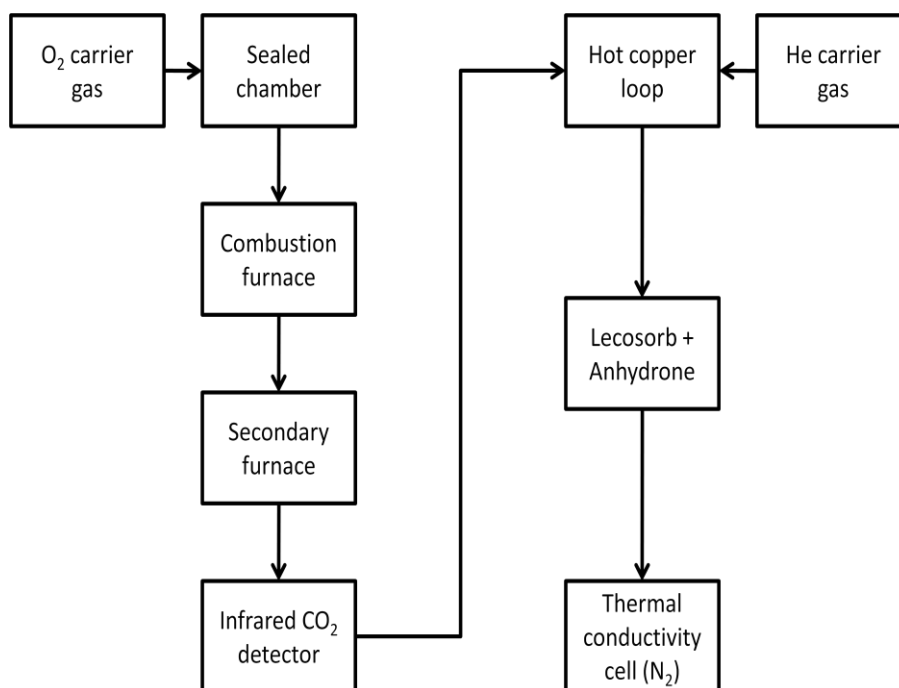 O₂ carrier
gas
Sealed
chamber
Combustion
furnace
Secondary
furnace
Infrared CO₂
detector
Hot copper
loop
He carrier
gas
Lecosorb +
Anhydrone
Thermal
conductivity
cell (N₂)